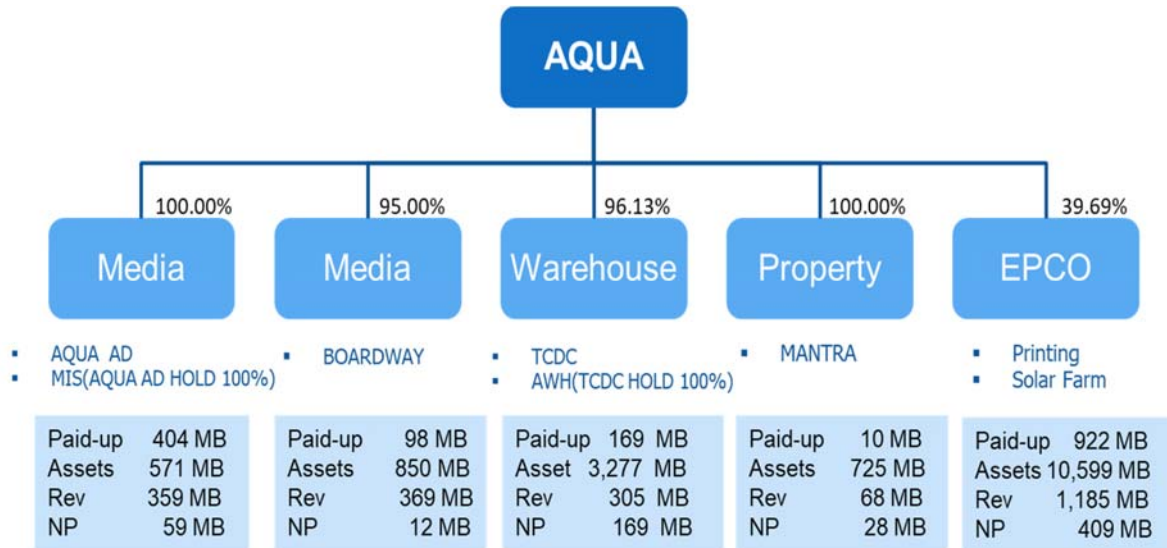 AQUA
100.00%
95.00%
96.13%
100.00%
39.69%
Media
Media
Warehouse
Property
EPCO
▪ AQUA AD
▪ MIS(AQUA AD HOLD 100%)
▪ BOARDWAY
▪ TCDC
▪ AWH(TCDC HOLD 100%)
▪ MANTRA
▪ Printing
▪ Solar Farm
Paid-up 404 MB
Assets 571 MB
Rev 359 MB
NP 59 MB
Paid-up 98 MB
Assets 850 MB
Rev 369 MB
NP 12 MB
Paid-up 169 MB
Asset 3,277 MB
Rev 305 MB
NP 169 MB
Paid-up 10 MB
Assets 725 MB
Rev 68 MB
NP 28 MB
Paid-up 922 MB
Assets 10,599 MB
Rev 1,185 MB
NP 409 MB